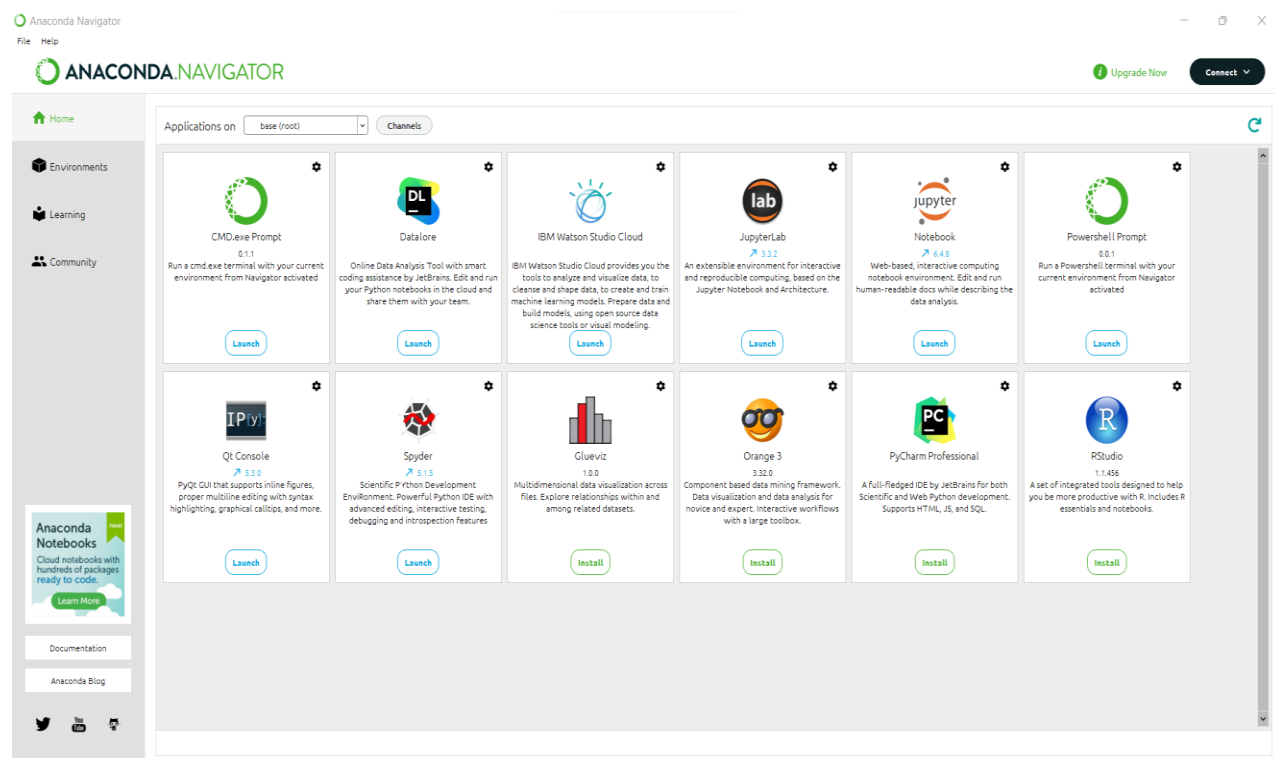 Anaconda Navigator
File Help
ANACONDA.NAVIGATOR
Upgrade Now
Connect
Home
Environments
Learning
Community
Applications on
base (root)
Channels
CMD.exe Prompt
0.1.1
Run a cmd.exe terminal with your current
environment from Navigator activated
Launch
DL
Datalore
Online Data Analysis Tool with smart
coding assistance by JetBrains. Edit and run
your Python notebooks in the cloud and
share them with your team.
Launch
IBM Watson Studio Cloud
IBM Watson Studio Cloud provides you the
tools to analyze and visualize data, to
cleanse and shape data, to create and train
machine learning models. Prepare data and
build models, using open source data
science tools or visual modeling.
Launch
lab
JupyterLab
3.3.2
An extensible environment for interactive
and reproducible computing, based on the
Jupyter Notebook and Architecture.
Launch
jupyter
Notebook
6.4.8
Web-based, interactive computing
notebook environment. Edit and run
human-readable docs while describing the
data analysis.
Launch
Powershell Prompt
0.0.1
Run a Powershell terminal with your
current environment from Navigator
activated
Launch
IP[y]:
Qt Console
5.3.0
PyQt GUI that supports inline figures,
proper multiline editing with syntax
highlighting, graphical calltips, and more.
Launch
Spyder
5.1.5
Scientific PYthon Development
EnviRonment. Powerful Python IDE with
advanced editing, interactive testing,
debugging and introspection features
Launch
Glueviz
1.0.0
Multidimensional data visualization across
files. Explore relationships within and
among related datasets.
Install
Orange 3
3.32.0
Component based data mining framework.
Data visualization and data analysis for
novice and expert. Interactive workflows
with a large toolbox.
Install
PC
PyCharm Professional
A full-fledged IDE by JetBrains for both
Scientific and Web Python development.
Supports HTML, JS, and SQL.
Install
R
RStudio
1.1.456
A set of integrated tools designed to help
you be more productive with R. Includes R
essentials and notebooks.
Install
Anaconda
Notebooks
New!
Cloud notebooks with
hundreds of packages
ready to code.
Learn More
Documentation
Anaconda Blog
You
Tube